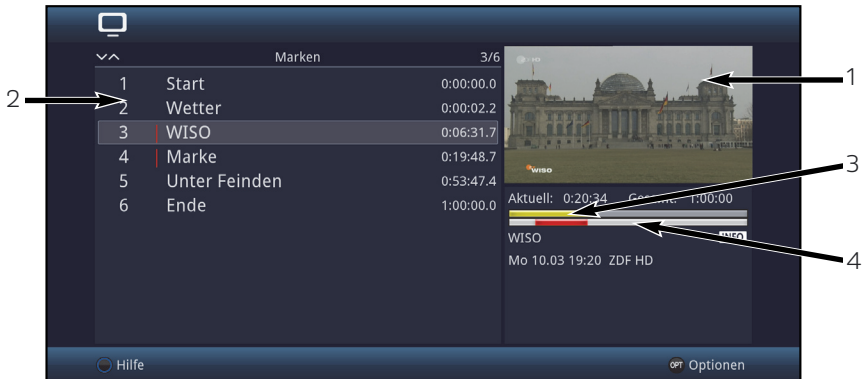 Marken 3/6
1 Start 0:00:00.0
2 Wetter 0:00:02.2
3 WISO 0:06:31.7
4 Marke 0:19:48.7
5 Unter Feinden 0:53:47.4
6 Ende 1:00:00.0
HD
WISO
Aktuell: 0:20:34 1:00:00
WISO INFO
Mo 10.03 19:20 ZDF HD
Hilfe
OPT Optionen
1
2
3
4